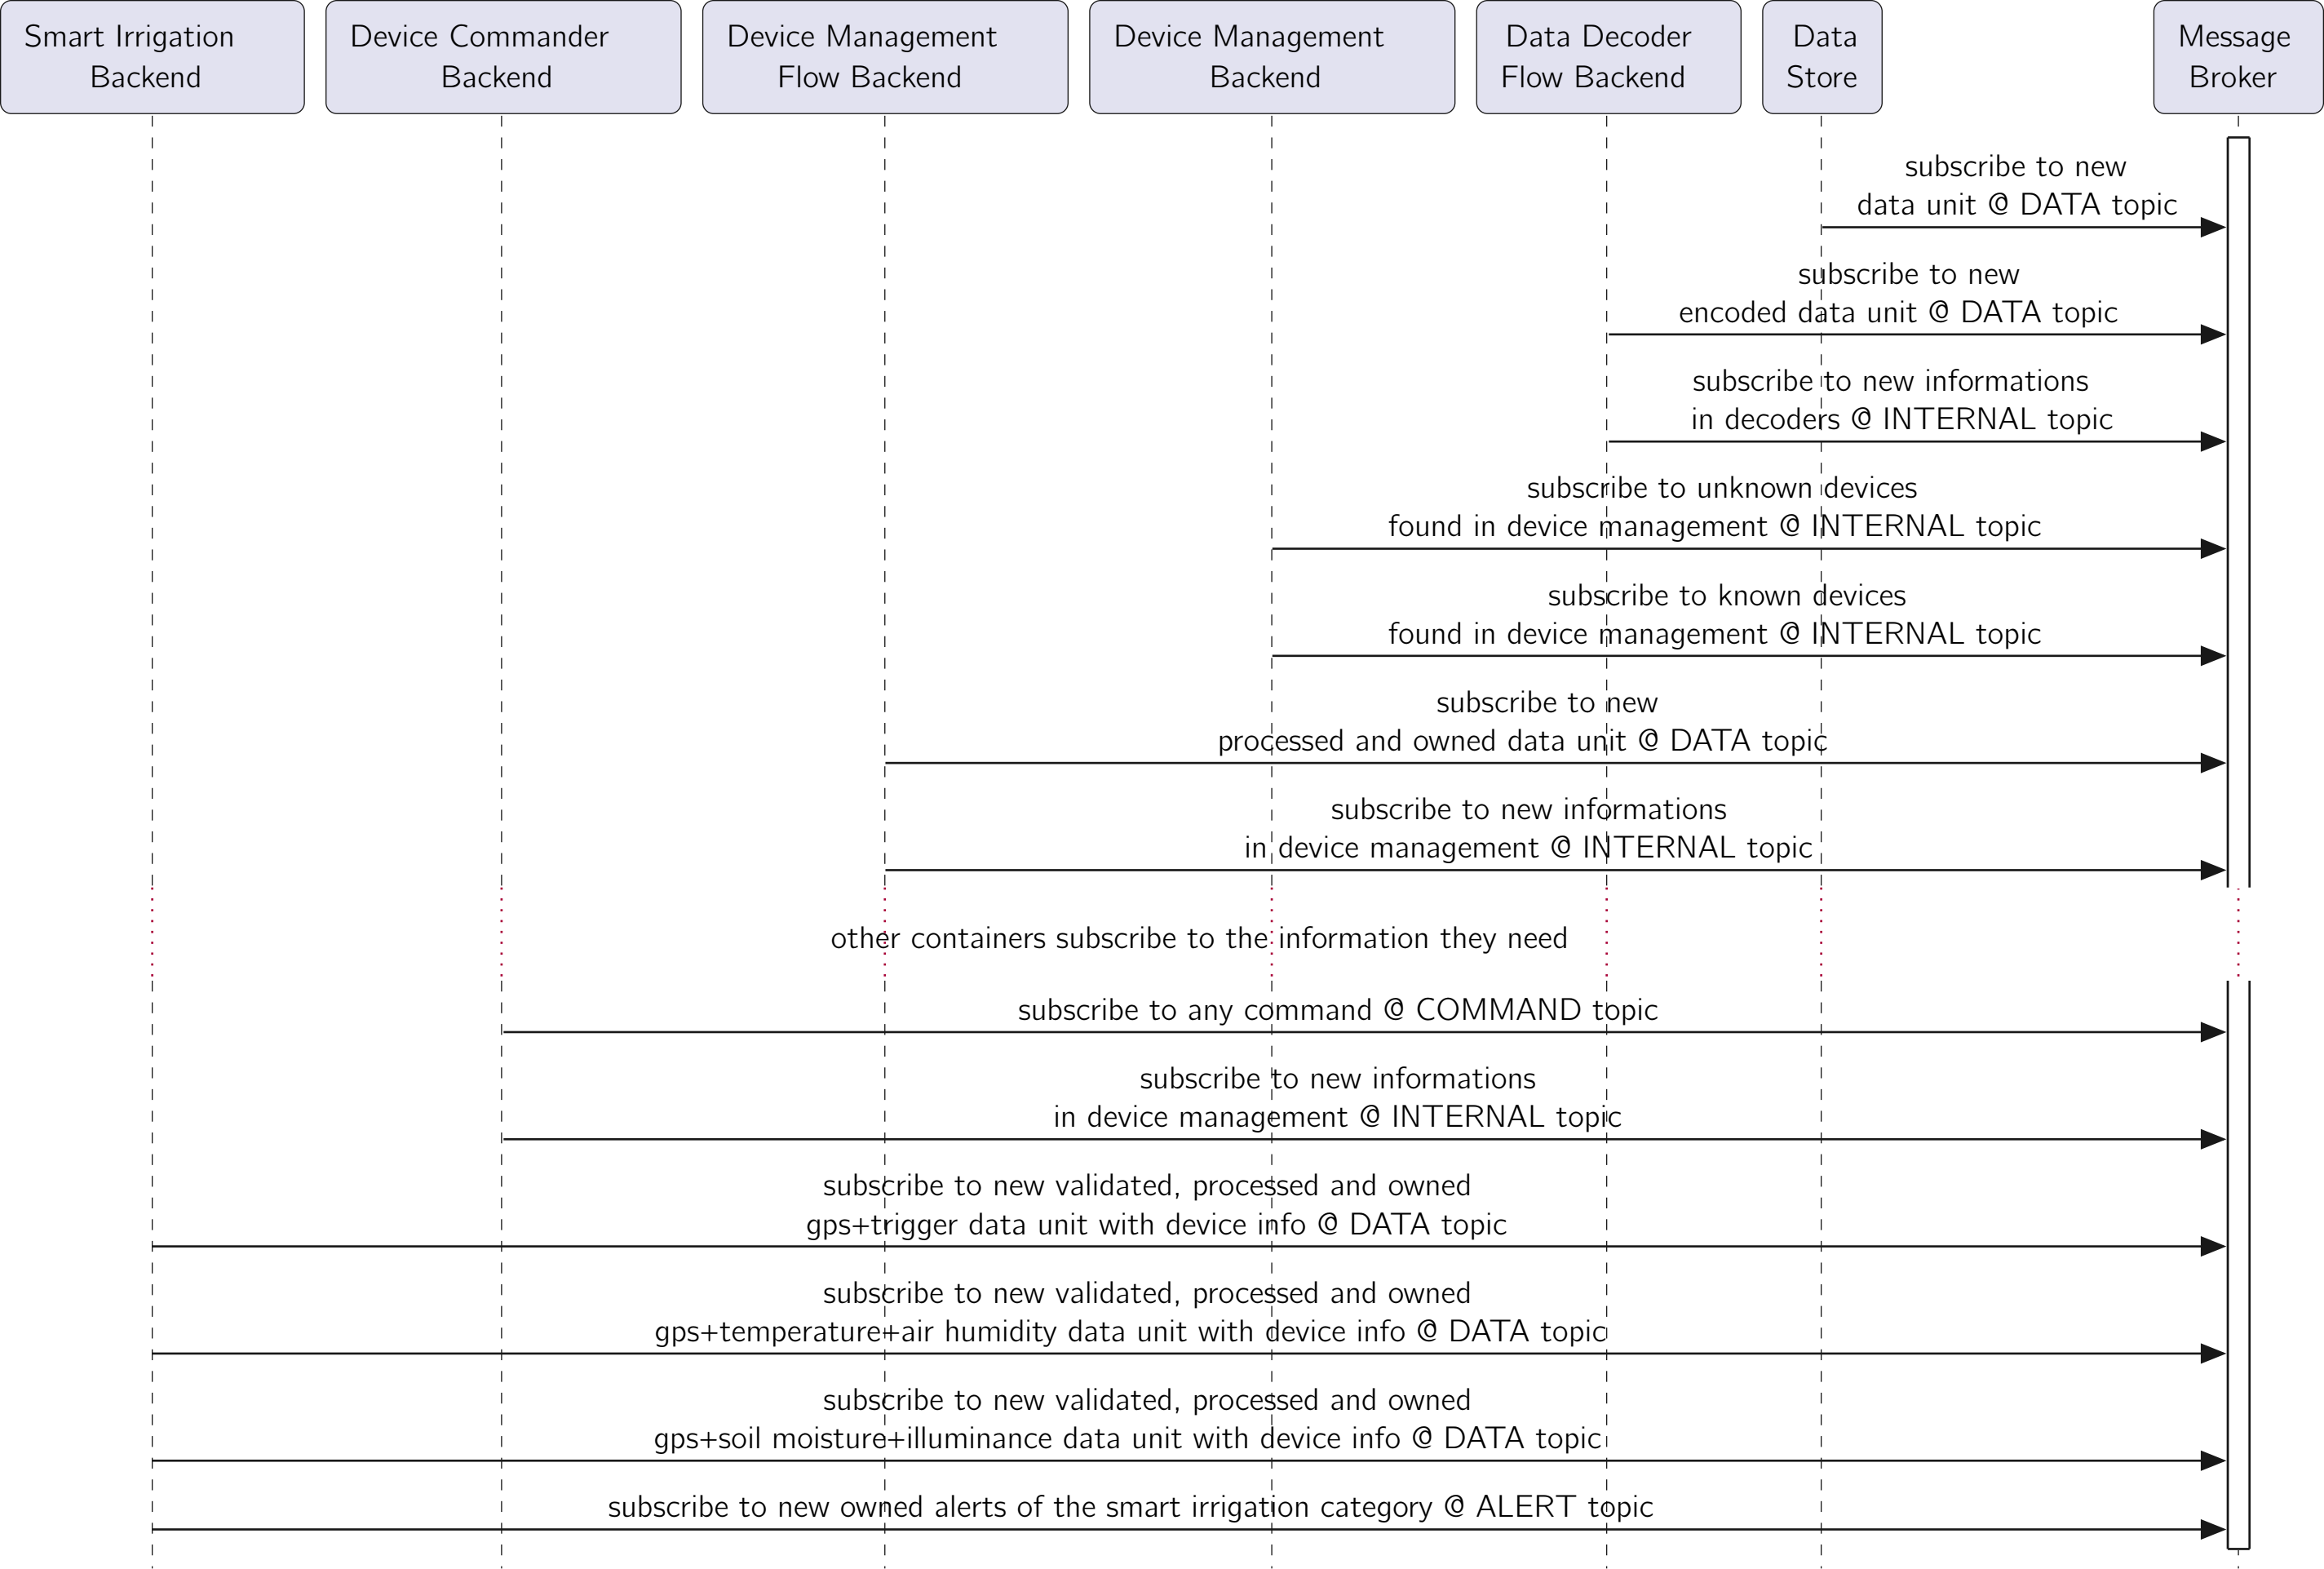 Smart Irrigation
Backend
Device Commander
Backend
Device Management
Flow Backend
Device Management
Backend
Data Decoder
Flow Backend
Data
Store
Message
Broker
subscribe to new
data unit @ DATA topic
subscribe to new
encoded data unit @ DATA topic
subscribe to new informations
in decoders @ INTERNAL topic
subscribe to unknown devices
found in device management @ INTERNAL topic
subscribe to known devices
found in device management @ INTERNAL topic
subscribe to new
processed and owned data unit @ DATA topic
subscribe to new informations
in device management @ INTERNAL topic
other containers subscribe to the information they need
subscribe to any command @ COMMAND topic
subscribe to new informations
in device management @ INTERNAL topic
subscribe to new validated, processed and owned
gps+trigger data unit with device info @ DATA topic
subscribe to new validated, processed and owned
gps+temperature+air humidity data unit with device info @ DATA topic
subscribe to new validated, processed and owned
gps+soil moisture+illuminance data unit with device info @ DATA topic
subscribe to new owned alerts of the smart irrigation category @ ALERT topic